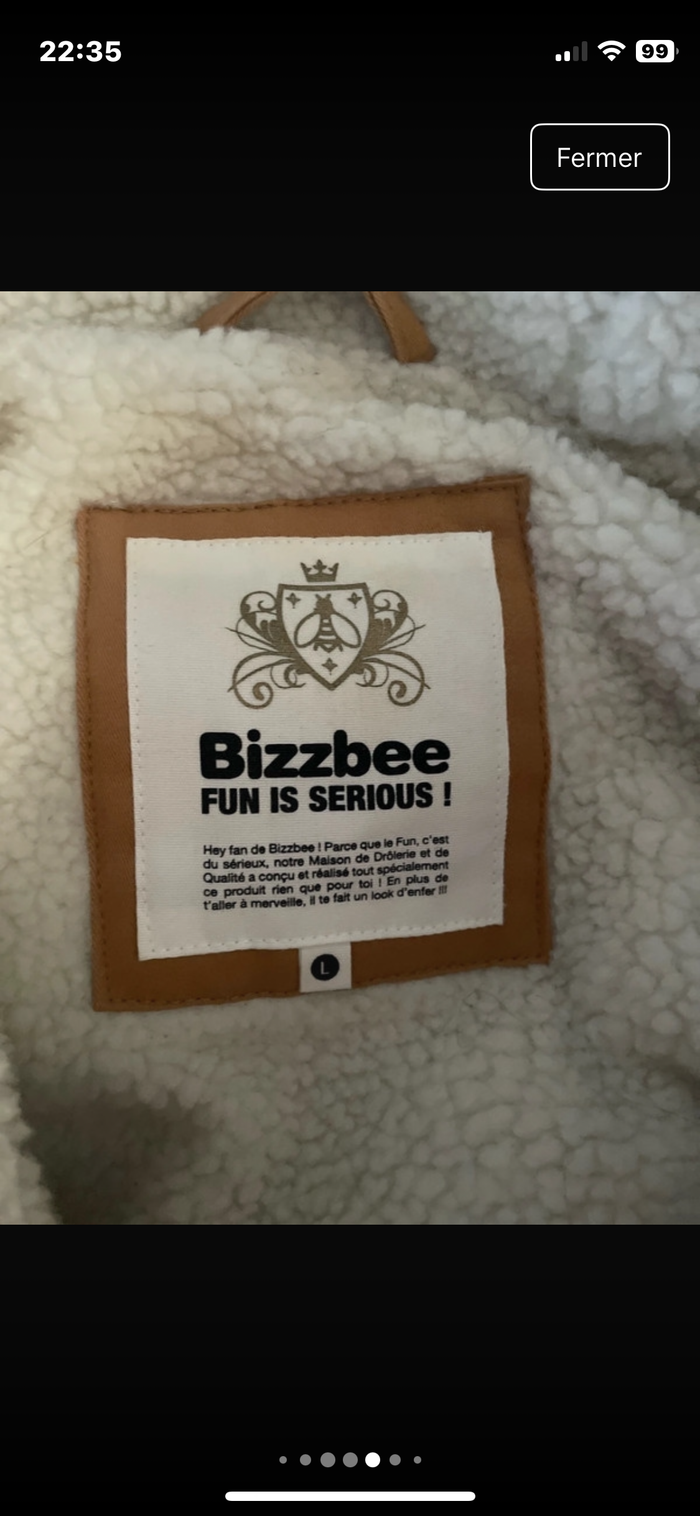 22:35
99
Fermer
Bizzbee
FUN IS SERIOUS !
Hey fan de Bizzbee ! Parce que le Fun, c'est
du sérieux, notre Maison de Drôlerie et de
Qualité a conçu et réalisé tout spécialement
ce produit rien que pour toi ! En plus de
t'aller à merveille, il te fait un look d'enfer !!!
L